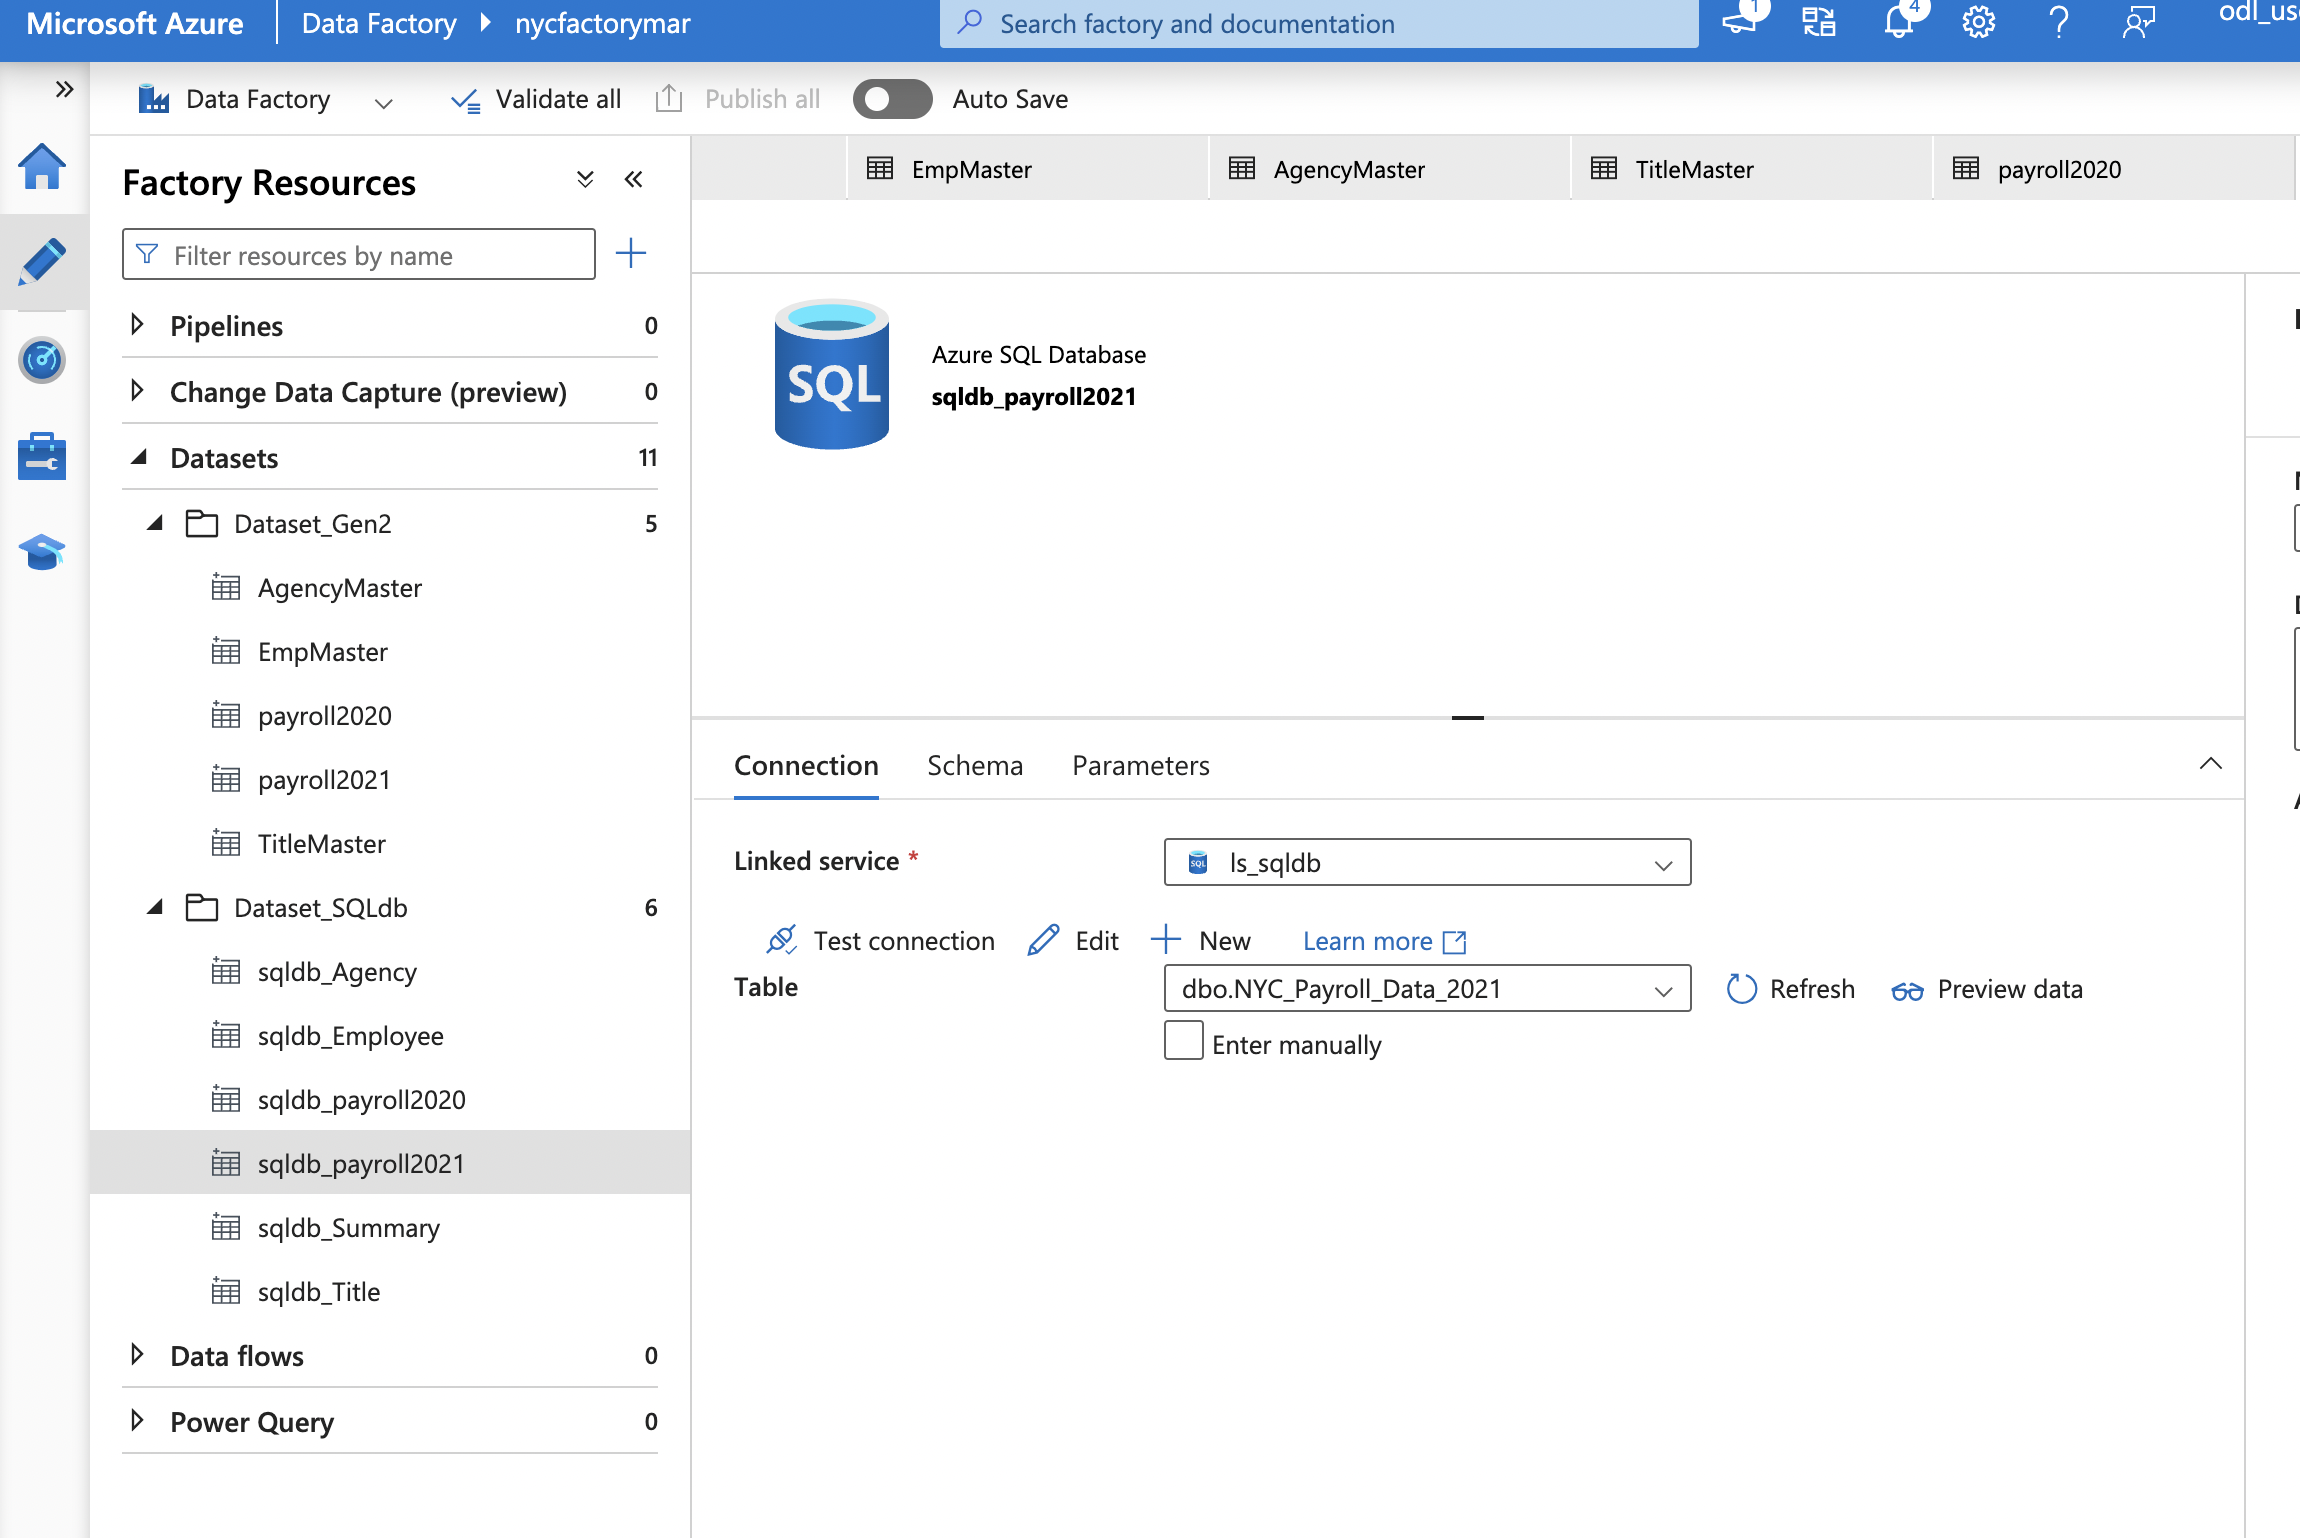 Microsoft Azure
Data Factory
nycfactorymar
Search factory and documentation
1
4
odl_us
Data Factory
Validate all
Publish all
Auto Save
Factory Resources
Filter resources by name
Pipelines 0
Change Data Capture (preview) 0
Datasets 11
Dataset_Gen2 5
AgencyMaster
EmpMaster
payroll2020
payroll2021
TitleMaster
Dataset_SQLdb 6
sqldb_Agency
sqldb_Employee
sqldb_payroll2020
sqldb_payroll2021
sqldb_Summary
sqldb_Title
Data flows 0
Power Query 0
EmpMaster
AgencyMaster
TitleMaster
payroll2020
SQL
Azure SQL Database
sqldb_payroll2021
Connection
Schema
Parameters
Linked service *
SQL
ls_sqldb
Test connection
Edit
New
Learn more
Table
dbo.NYC_Payroll_Data_2021
Refresh
Preview data
Enter manually